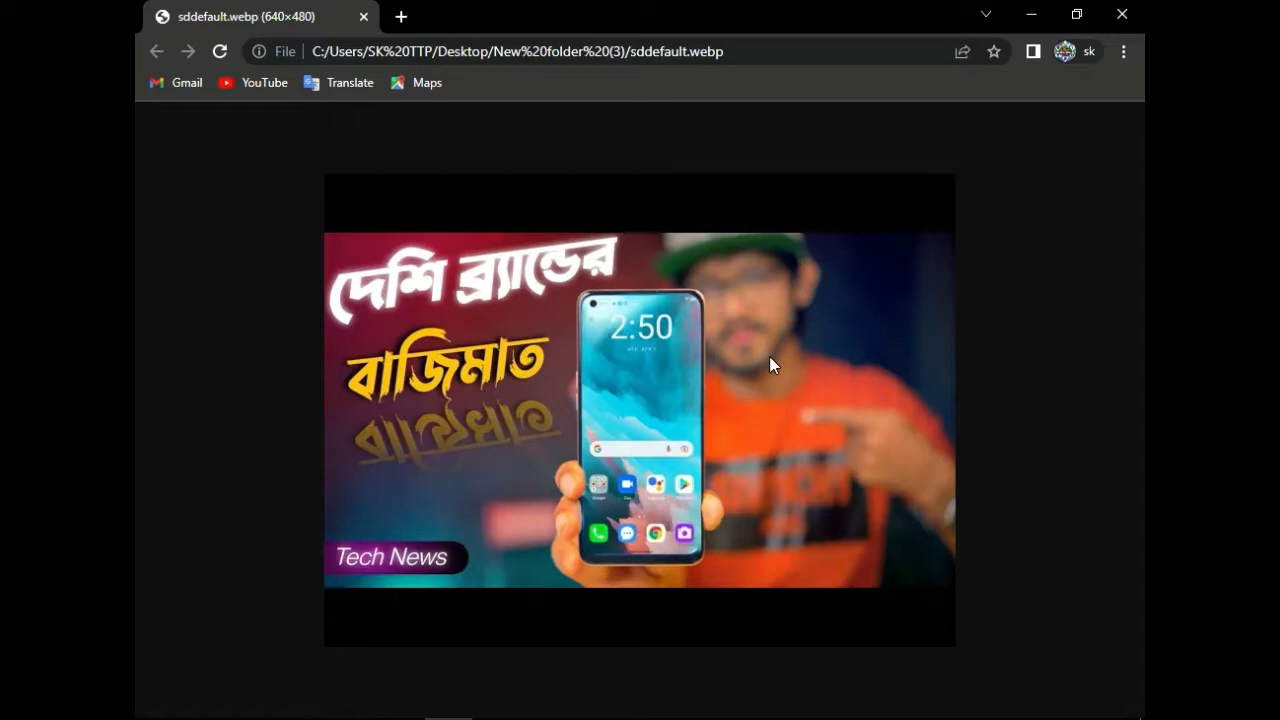 sddefault.webp (640×480)
File
C:/Users/SK%20TTP/Desktop/New%20folder%20(3)/sddefault.webp
sk
Gmail
YouTube
Translate
Maps
দেশি ব্র্যান্ডের
বাজিমাত
2:50
Tech News